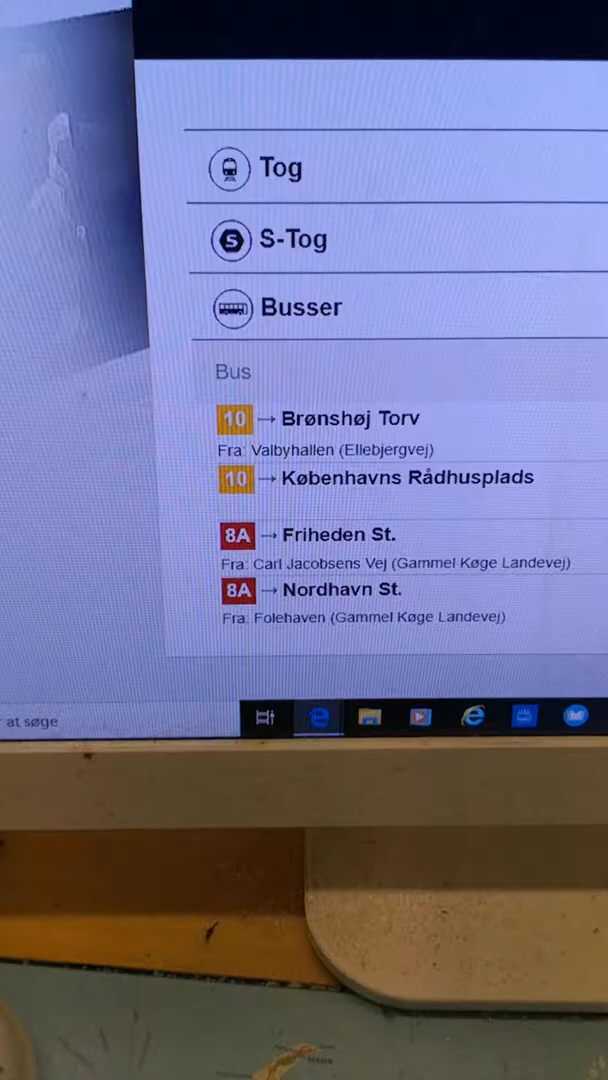 Tog
S-Tog
Busser
Bus
10 → Brønshøj Torv
Fra: Valbyhallen (Ellebjergvej)
10 → Københavns Rådhusplads
8A → Friheden St.
Fra: Carl Jacobsens Vej (Gammel Køge Landevej)
8A → Nordhavn St.
Fra: Folehaven (Gammel Køge Landevej)
at søge